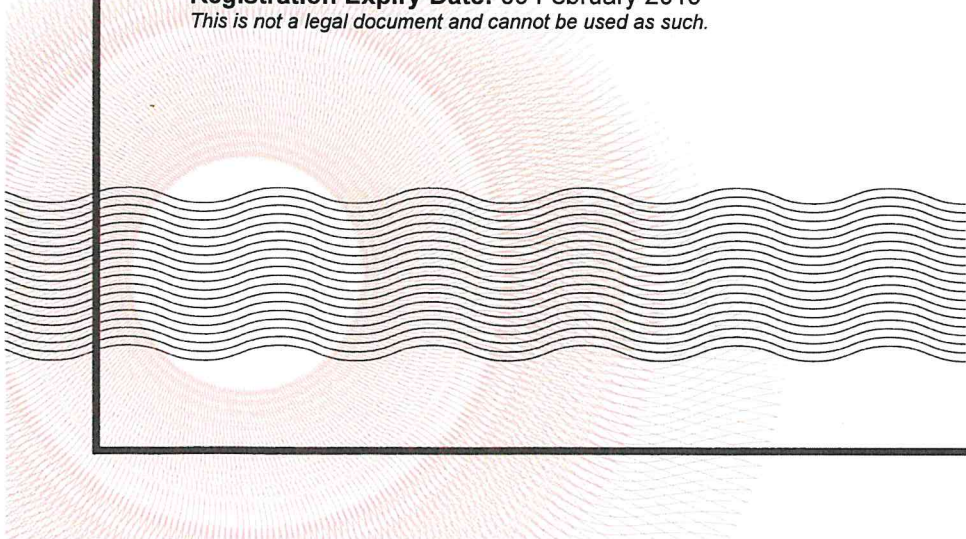 Registration Expiry Date: February
This is not a legal document and cannot be used as such.